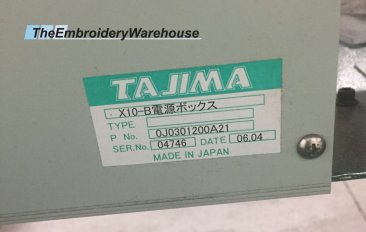 TheEmbroideryWarehouse
TAJIMA
X10-B電源ボックス
TYPE
P No. 0J0301200A21
SER.No. 04746 DATE 06.04
MADE IN JAPAN